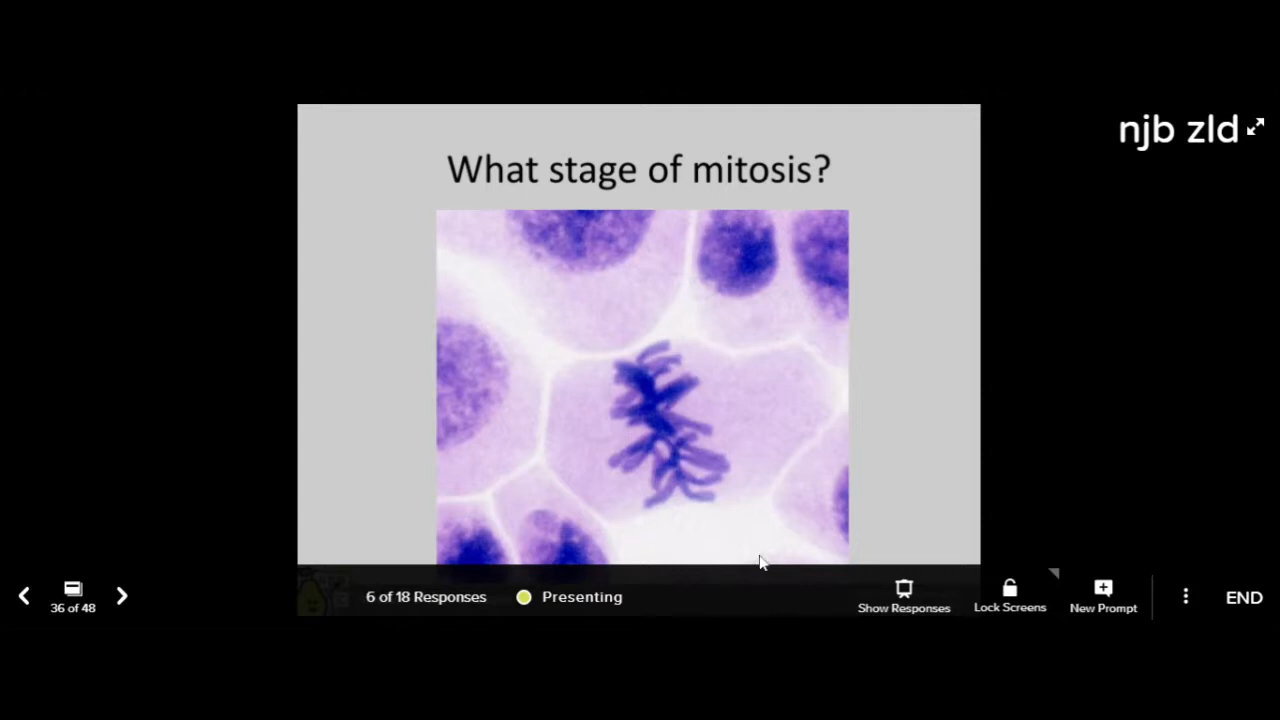 njb zld
What stage of mitosis?
36 of 48
6 of 18 Responses
Presenting
Show Responses
Lock Screens
New Prompt
END